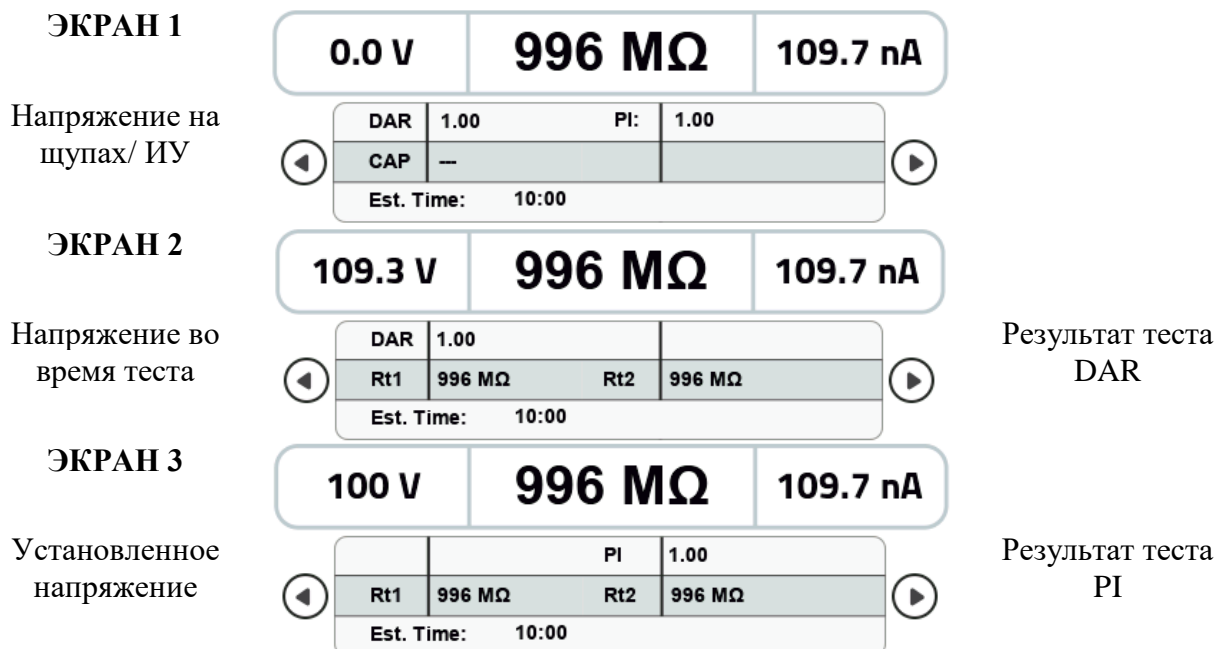 ЭКРАН 1
0.0 V 996 MΩ 109.7 nA
Напряжение на
щупах/ ИУ
DAR 1.00 PI: 1.00
CAP ---
Est. Time: 10:00
ЭКРАН 2
109.3 V 996 MΩ 109.7 nA
Напряжение во
время теста
DAR 1.00
Rt1 996 MΩ Rt2 996 MΩ
Est. Time: 10:00
Результат теста
DAR
ЭКРАН 3
100 V 996 MΩ 109.7 nA
Установленное
напряжение
PI 1.00
Rt1 996 MΩ Rt2 996 MΩ
Est. Time: 10:00
Результат теста
PI